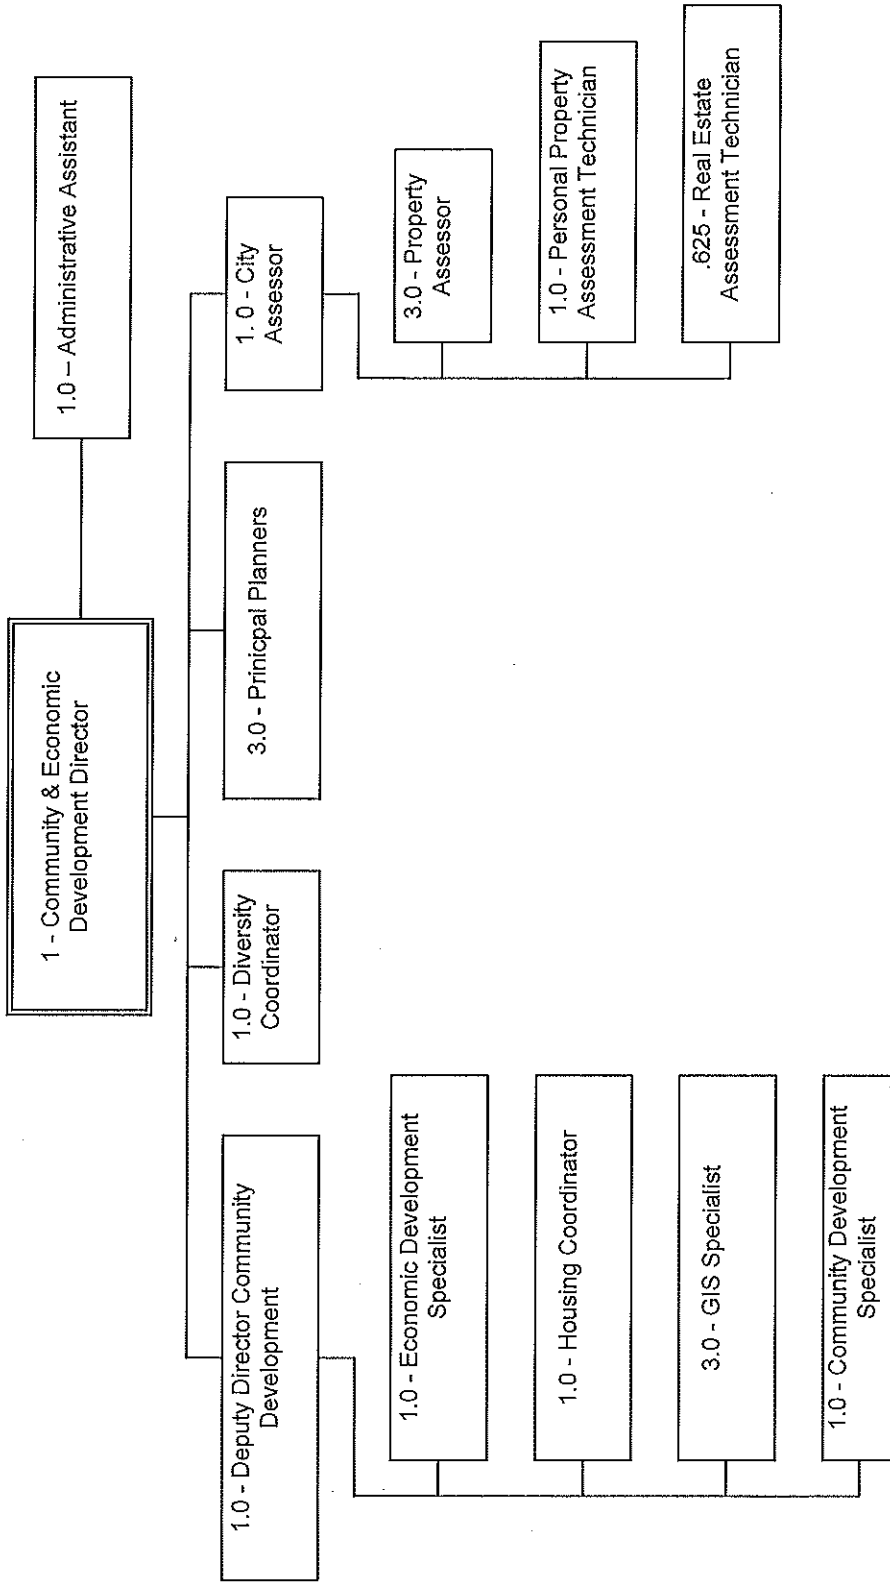 1 - Community & Economic
Development Director
1.0 – Administrative Assistant
1.0 - Deputy Director Community
Development
1.0 - Diversity
Coordinator
3.0 - Prinicpal Planners
1.0 - City
Assessor
1.0 - Economic Development
Specialist
1.0 - Housing Coordinator
3.0 - GIS Specialist
1.0 - Community Development
Specialist
3.0 - Property
Assessor
1.0 - Personal Property
Assessment Technician
.625 - Real Estate
Assessment Technician